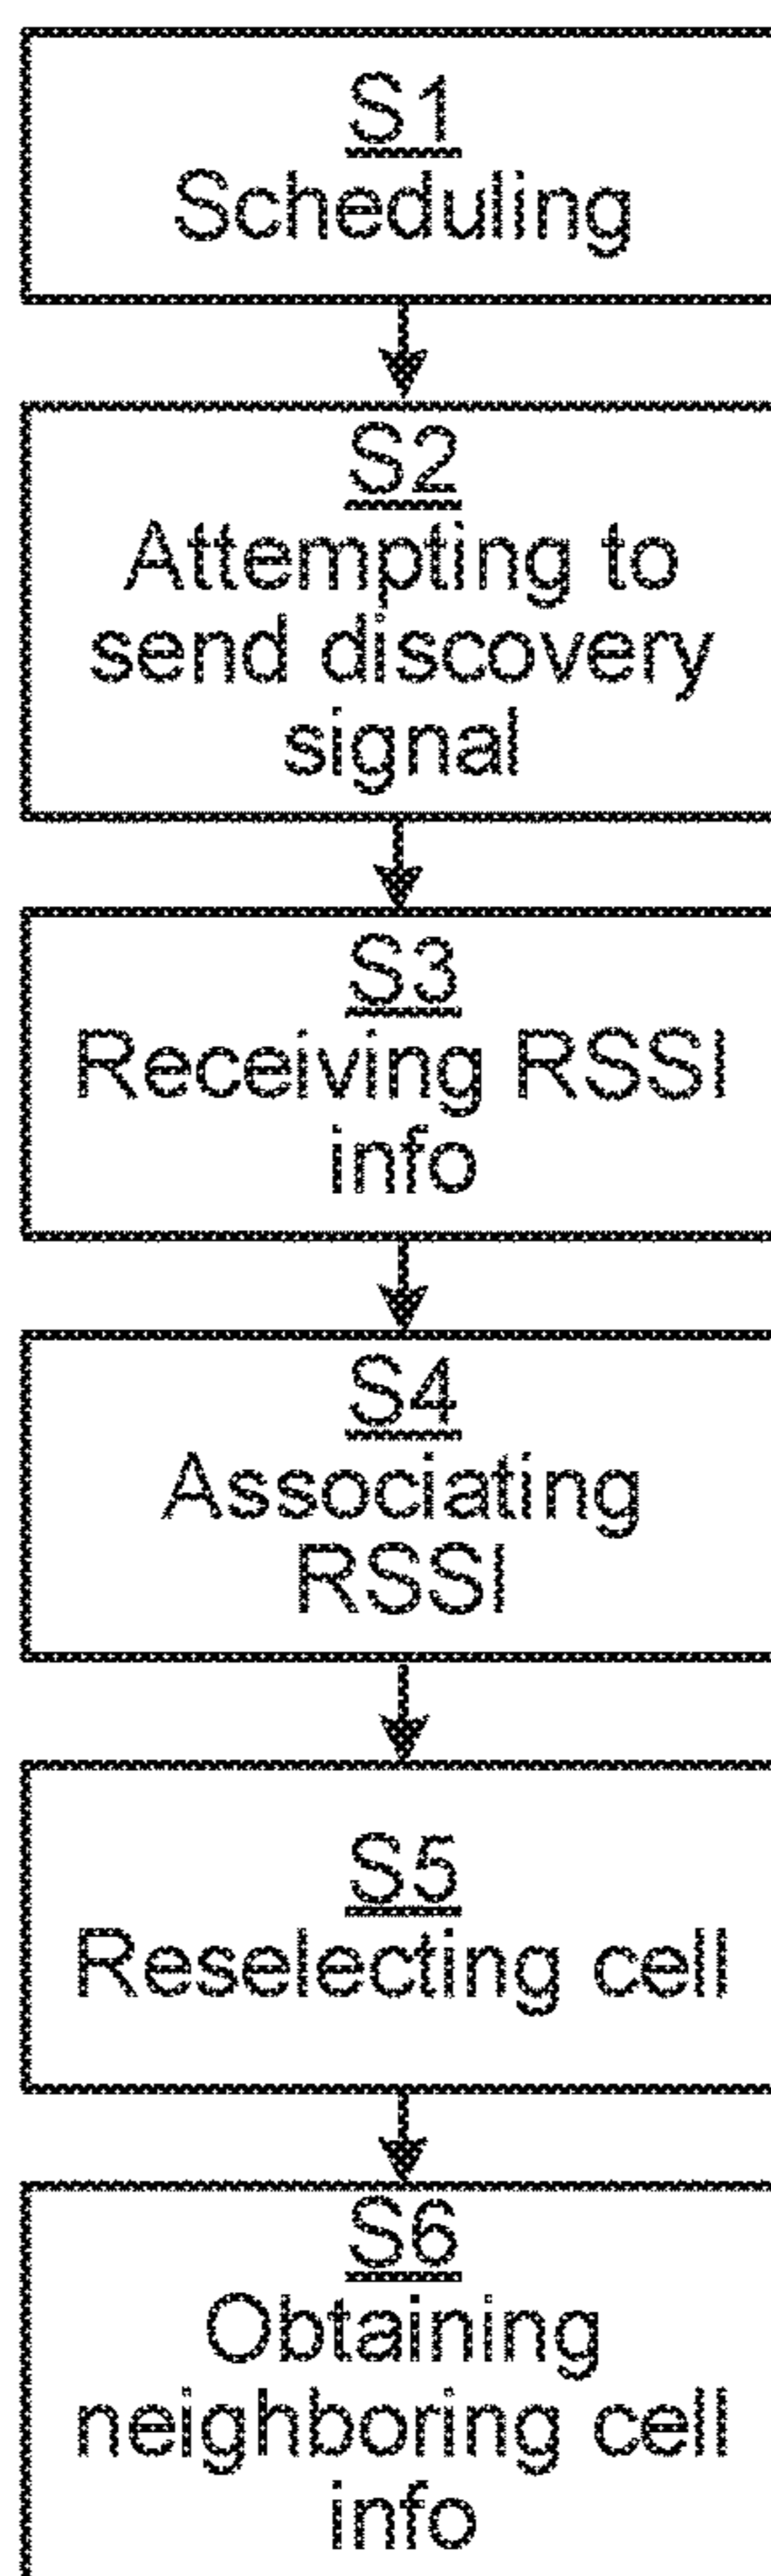 S1
Scheduling
S2
Attempting to
send discovery
signal
S3
Receiving RSSI
info
S4
Associating
RSSI
S5
Reselecting cell
S6
Obtaining
neighboring cell
info